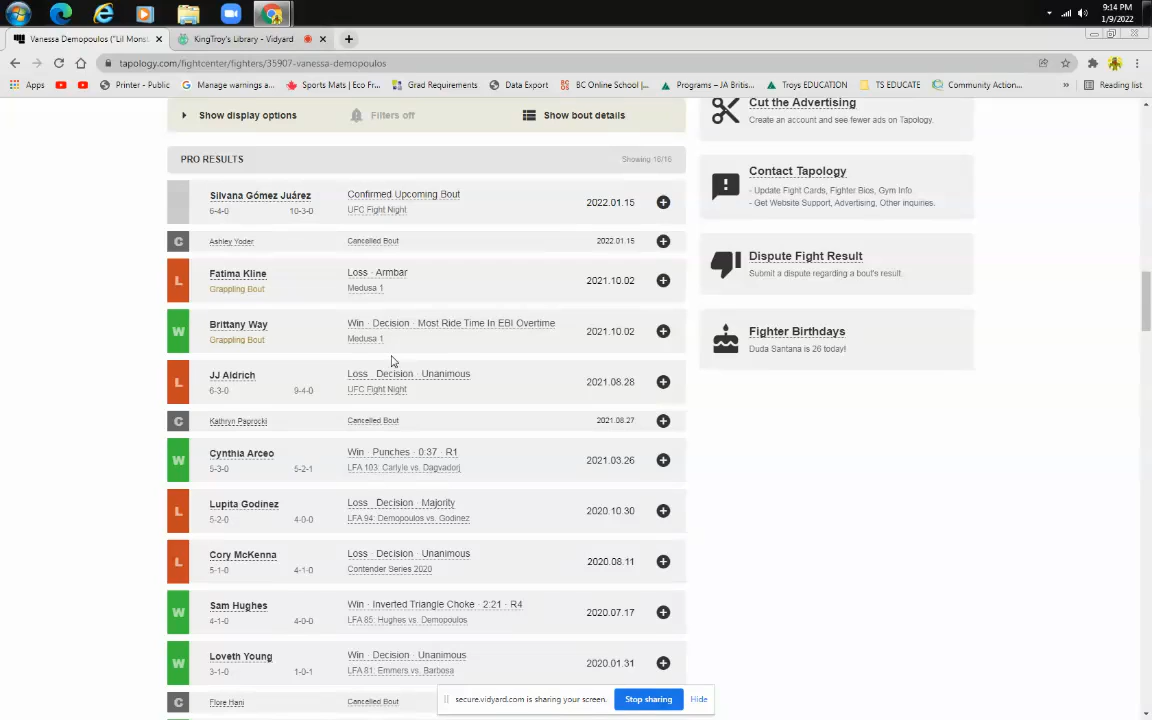 9:14 PM
1/9/2022
Vanessa Demopoulos ("Lil Monst
KingTroy's Library - Vidyard
tapology.com/fightcenter/fighters/35907-vanessa-demopoulos
Apps
Printer - Public
Manage warnings a...
Sports Mats | Eco Fr...
Grad Requirements
Data Export
BC Online School |...
Programs – JA Britis...
Troys EDUCATION
TS EDUCATE
Community Action...
Reading list
Show display options
Filters off
Show bout details
PRO RESULTS
Showing 16/16
Silvana Gómez Juárez
Confirmed Upcoming Bout
6-4-0
10-3-0
UFC Fight Night
2022.01.15
C
Ashley Yoder
Cancelled Bout
2022.01.15
L
Fatima Kline
Loss · Armbar
Grappling Bout
Medusa 1
2021.10.02
W
Brittany Way
Win · Decision · Most Ride Time In EBI Overtime
Grappling Bout
Medusa 1
2021.10.02
L
JJ Aldrich
Loss · Decision · Unanimous
6-3-0
9-4-0
UFC Fight Night
2021.08.28
C
Kathryn Paprocki
Cancelled Bout
2021.08.27
W
Cynthia Arceo
Win · Punches · 0:37 · R1
5-3-0
5-2-1
LFA 103: Carlyle vs. Dagvadorj
2021.03.26
L
Lupita Godinez
Loss · Decision · Majority
5-2-0
4-0-0
LFA 94: Demopoulos vs. Godinez
2020.10.30
L
Cory McKenna
Loss · Decision · Unanimous
5-1-0
4-1-0
Contender Series 2020
2020.08.11
W
Sam Hughes
Win · Inverted Triangle Choke · 2:21 · R4
4-1-0
4-0-0
LFA 85: Hughes vs. Demopoulos
2020.07.17
W
Loveth Young
Win · Decision · Unanimous
3-1-0
1-0-1
LFA 81: Emmers vs. Barbosa
2020.01.31
C
Flore Hani
Cancelled Bout
Cut the Advertising
Create an account and see fewer ads on Tapology.
Contact Tapology
- Update Fight Cards, Fighter Bios, Gym Info
- Get Website Support, Advertising, Other inquiries.
Dispute Fight Result
Submit a dispute regarding a bout's result.
Fighter Birthdays
Duda Santana is 26 today!
secure.vidyard.com is sharing your screen.
Stop sharing
Hide